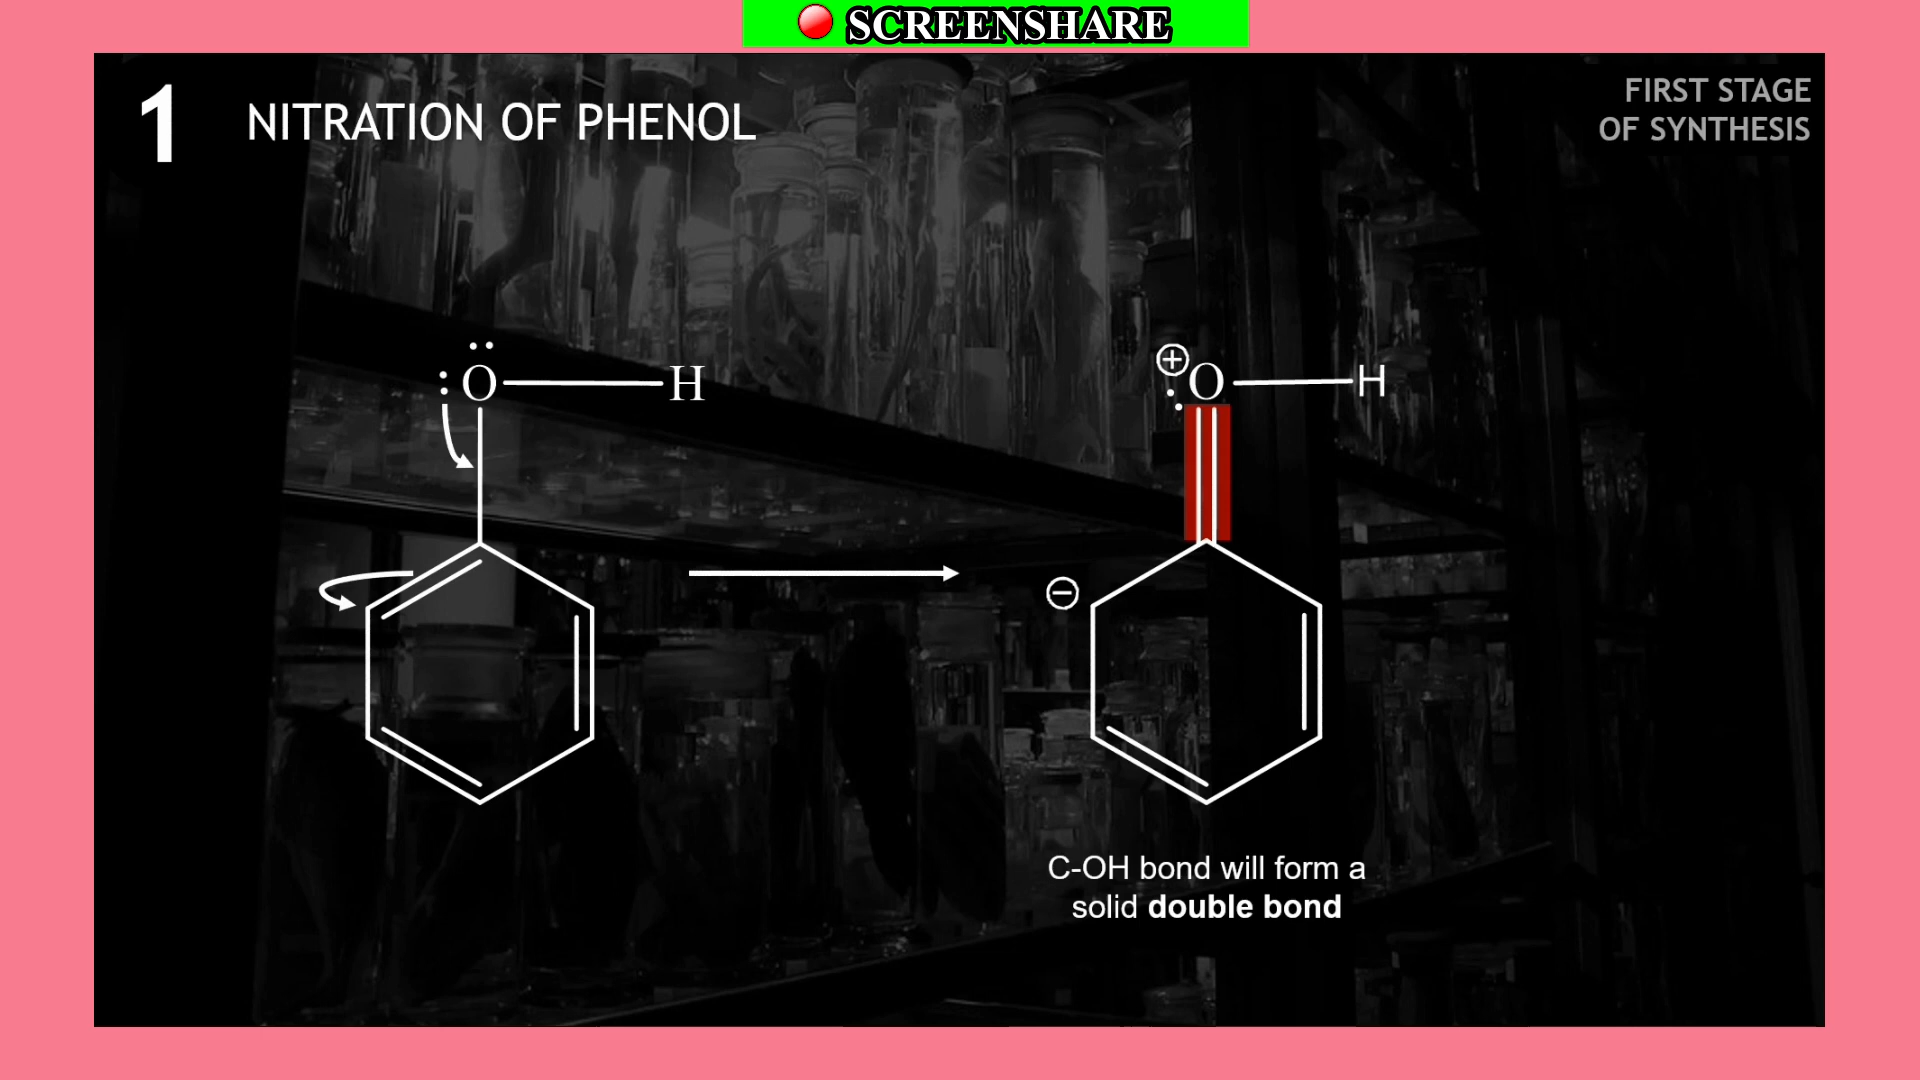 SCREENSHARE
1 NITRATION OF PHENOL
FIRST STAGE
OF SYNTHESIS
O H
⊕ O H
⊖
C-OH bond will form a
solid double bond